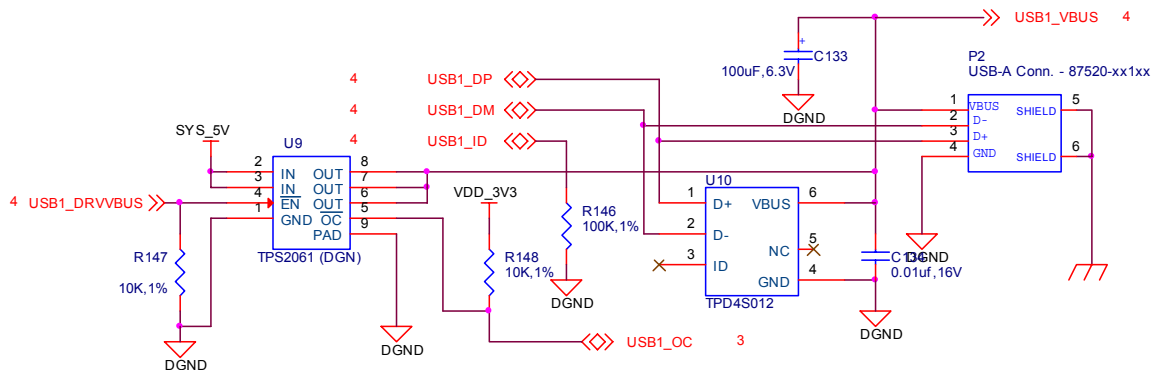 USB1_VBUS 4
C133
100uF,6.3V
DGND
P2
USB-A Conn. - 87520-xx1xx
1 VBUS SHIELD 5
2 D-
3 D+
4 GND SHIELD 6
DGND
4 USB1_DP
4 USB1_DM
4 USB1_ID
SYS_5V
U9
2 IN OUT 8
3 IN OUT 7
4 EN OUT 6
1 GND OC 5
PAD 9
TPS2061 (DGN)
4 USB1_DRVVBUS
R147
10K,1%
DGND
DGND
VDD_3V3
R148
10K,1%
R146
100K,1%
DGND
U10
1 D+ VBUS 6
2 D- NC 5
3 ID GND 4
TPD4S012
C134
0.01uf,16V
DGND
USB1_OC 3